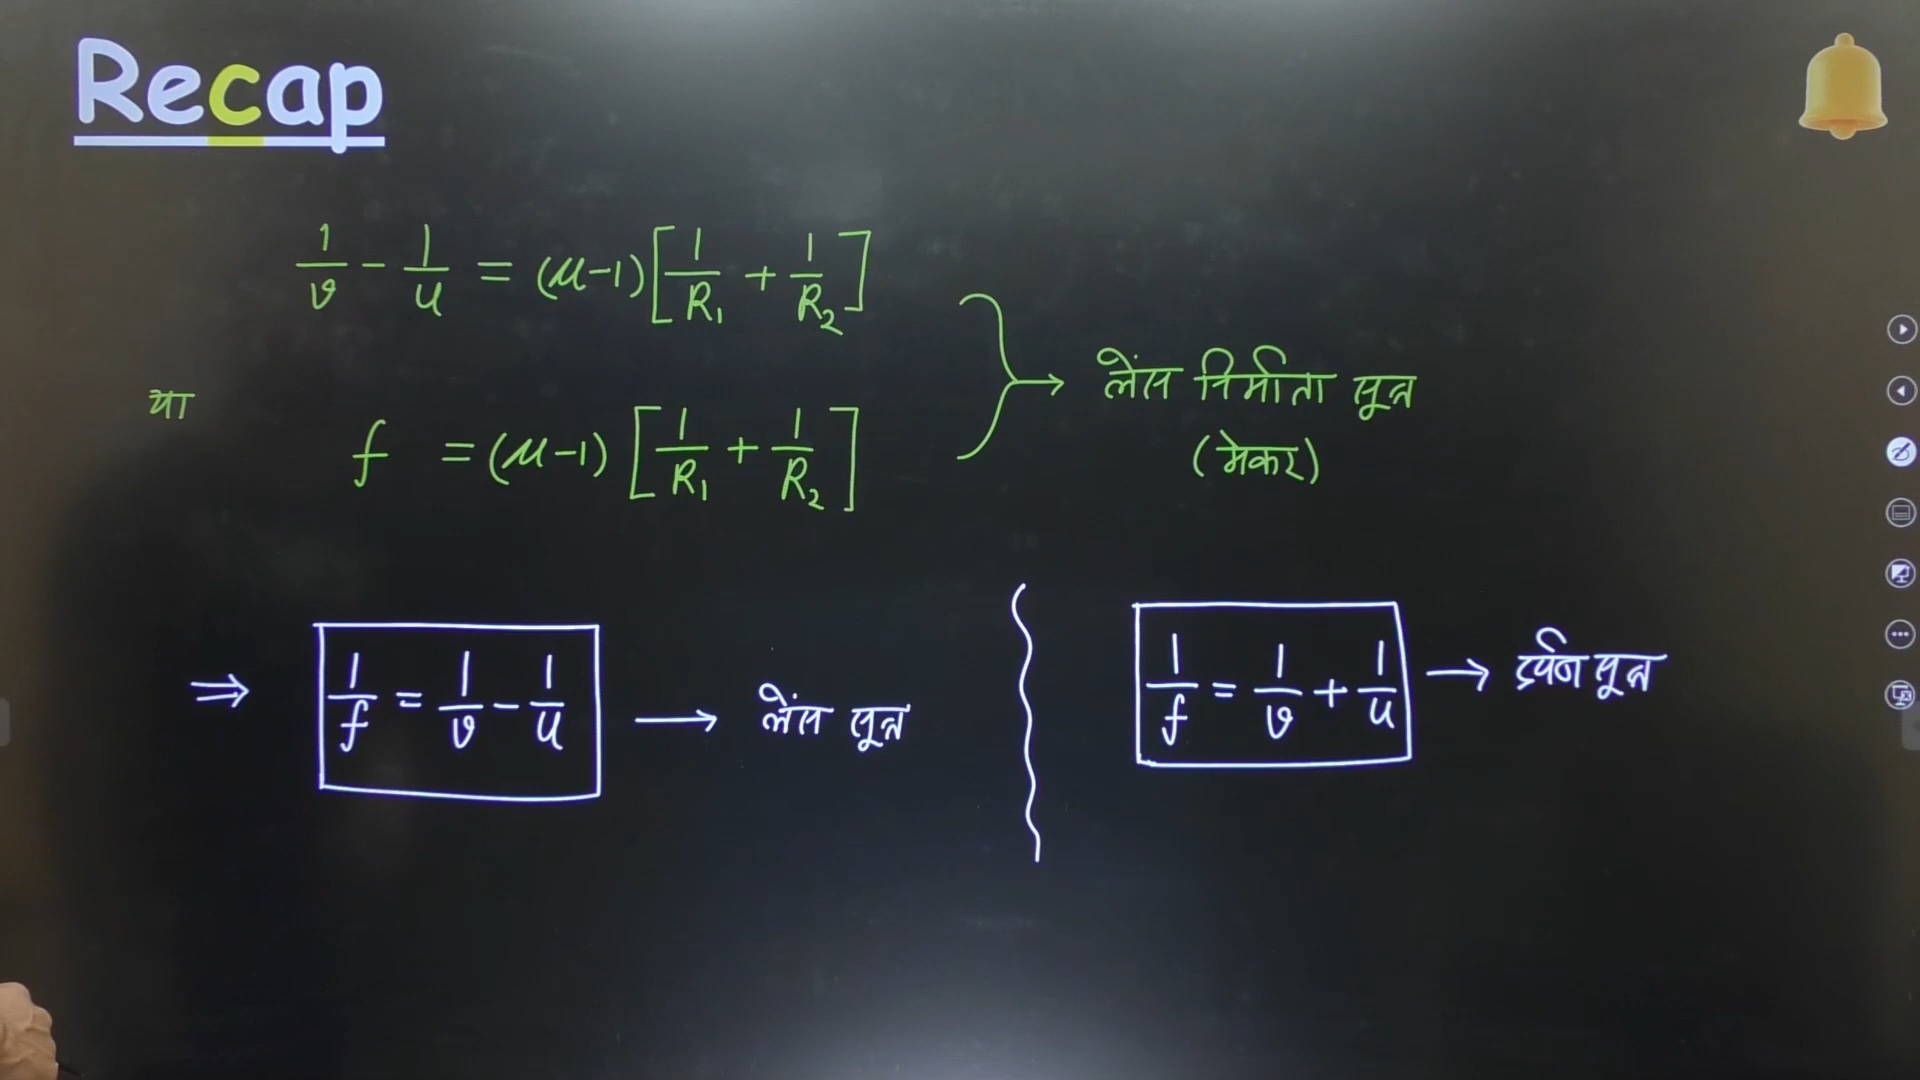 Recap
1/v - 1/u = (μ-1) [1/R₁ + 1/R₂]
या
f = (μ-1) [1/R₁ + 1/R₂]
→ लेंस निर्माता सूत्र
(मेकर)
⇒ 1/f = 1/v - 1/u → लेंस सूत्र
1/f = 1/v + 1/u → दर्पण सूत्र